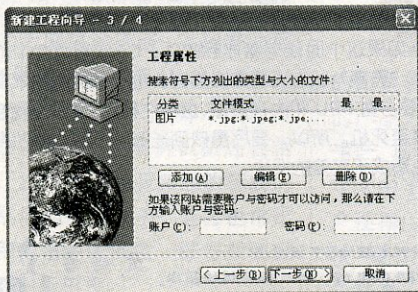 新建工程向导 - 3 / 4
工程属性
搜索符号下方列出的类型与大小的文件:
分类 文件模式 最. 最.
图片 *.jpg;*.jpeg;*.jpe;...
添加(A) 编辑(E) 删除(D)
如果该网站需要账户与密码才可以访问，那么请在下
方输入账户与密码:
账户(C): 密码(P):
<上一步(B) 下一步(N)> 取消